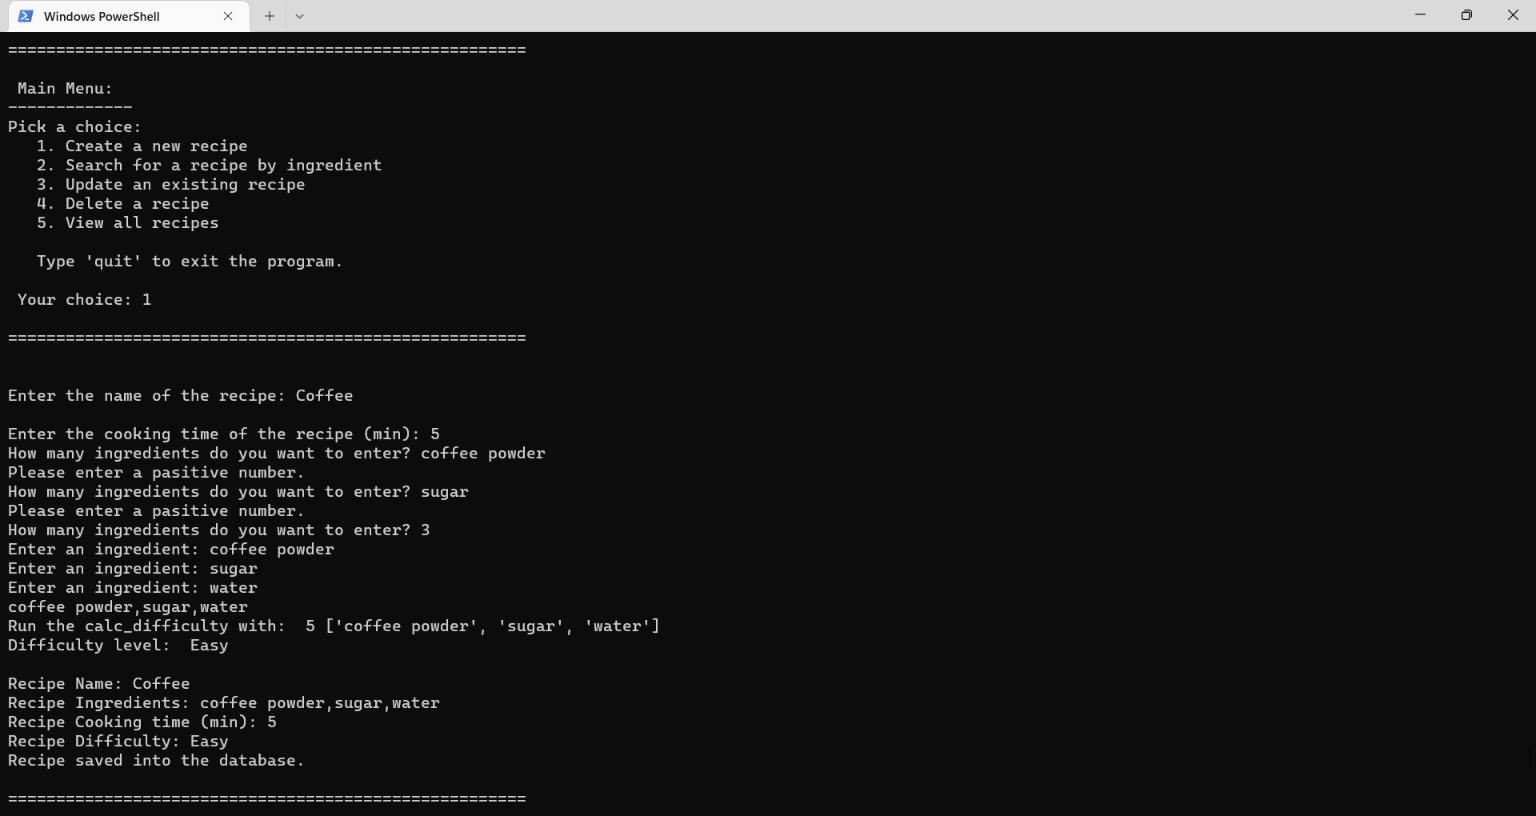 Windows PowerShell
======================================================
Main Menu:
-------------
Pick a choice:
   1. Create a new recipe
   2. Search for a recipe by ingredient
   3. Update an existing recipe
   4. Delete a recipe
   5. View all recipes
   Type 'quit' to exit the program.
 Your choice: 1
======================================================
Enter the name of the recipe: Coffee
Enter the cooking time of the recipe (min): 5
How many ingredients do you want to enter? coffee powder
Please enter a pasitive number.
How many ingredients do you want to enter? sugar
Please enter a pasitive number.
How many ingredients do you want to enter? 3
Enter an ingredient: coffee powder
Enter an ingredient: sugar
Enter an ingredient: water
coffee powder,sugar,water
Run the calc_difficulty with:  5 ['coffee powder', 'sugar', 'water']
Difficulty level:  Easy
Recipe Name: Coffee
Recipe Ingredients: coffee powder,sugar,water
Recipe Cooking time (min): 5
Recipe Difficulty: Easy
Recipe saved into the database.
======================================================